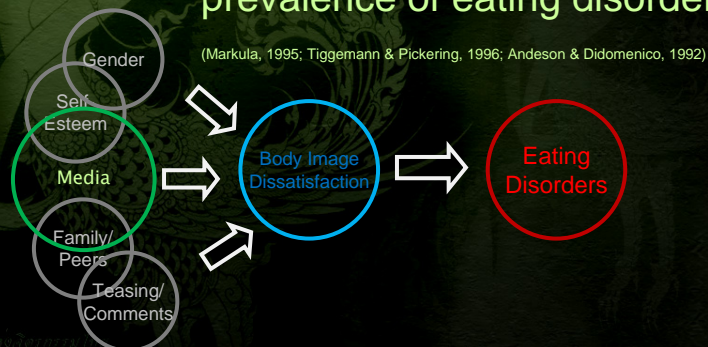 prevalence of eating disorder
(Markula, 1995; Tiggemann & Pickering, 1996; Andeson & Didomenico, 1992)
Gender
Self
Esteem
Media
Family/
Peers
Teasing/
Comments
Body Image
Dissatisfaction
Eating
Disorders